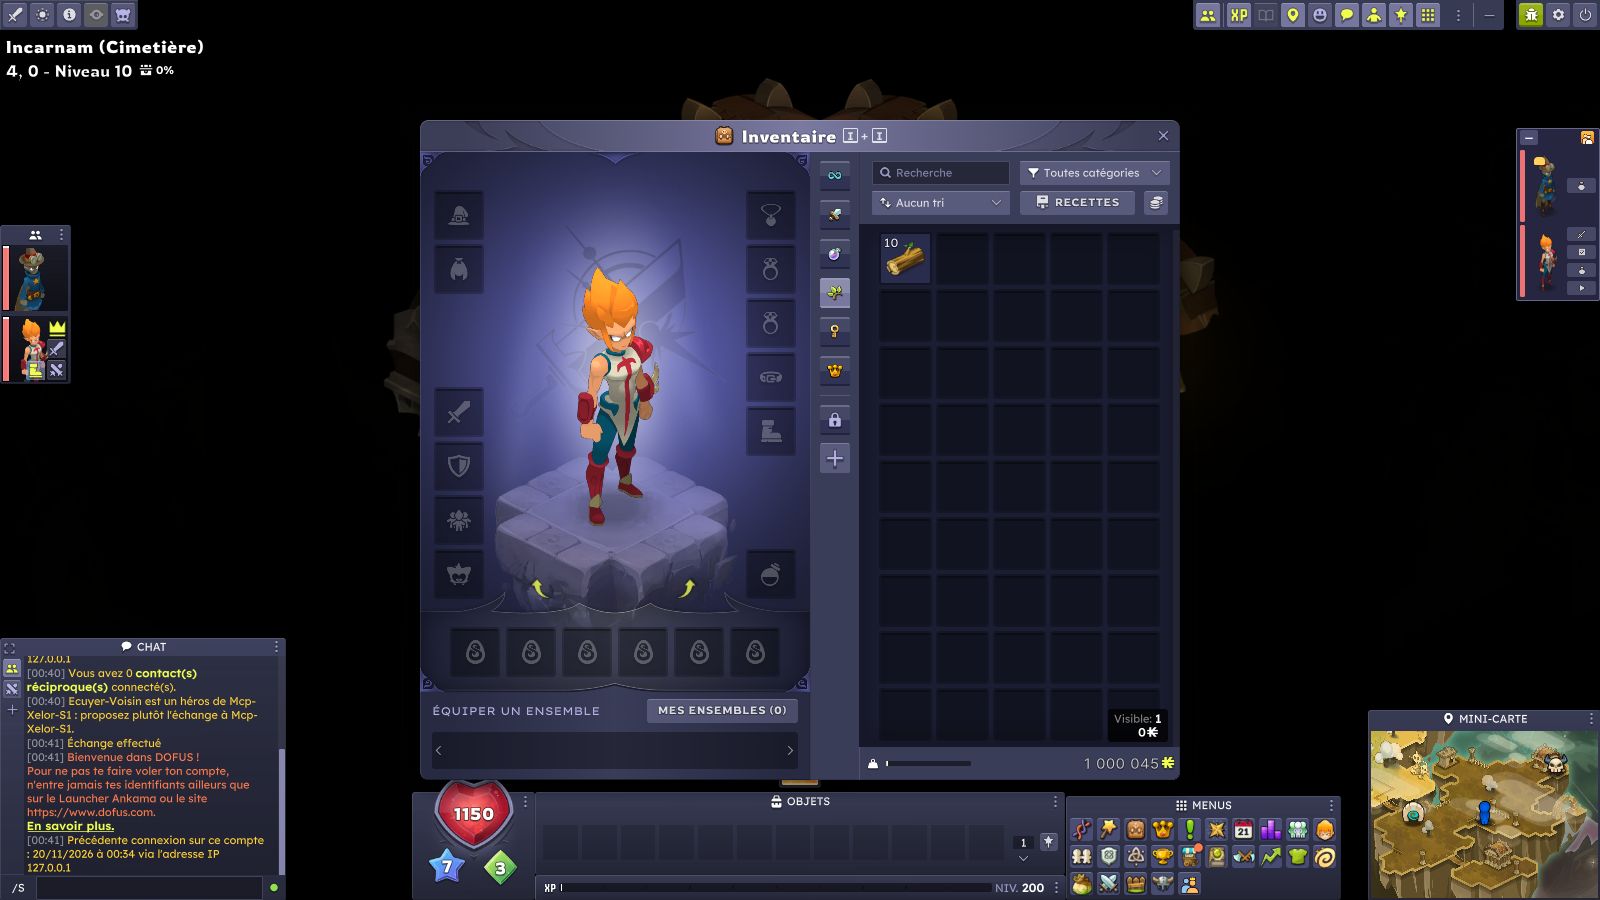 XP
Incarnam (Cimetière)
4, 0 - Niveau 10 0%
Inventaire I + I
Recherche
Toutes catégories
Aucun tri
RECETTES
10
Visible: 1
0
ÉQUIPER UN ENSEMBLE
MES ENSEMBLES (0)
1 000 045
CHAT
127.0.0.1
[00:40] Vous avez 0 contact(s)
réciproque(s) connecté(s).
[00:40] Ecuyer-Voisin est un héros de Mcp-
Xelor-S1 : proposez plutôt l'échange à Mcp-
Xelor-S1.
[00:41] Échange effectué
[00:41] Bienvenue dans DOFUS !
Pour ne pas te faire voler ton compte,
n'entre jamais tes identifiants ailleurs que
sur le Launcher Ankama ou le site
https://www.dofus.com.
En savoir plus.
[00:41] Précédente connexion sur ce compte
: 20/11/2026 à 00:34 via l'adresse IP
127.0.0.1
/S
1150
7
3
OBJETS
1
XP
NIV. 200
MENUS
21
MINI-CARTE